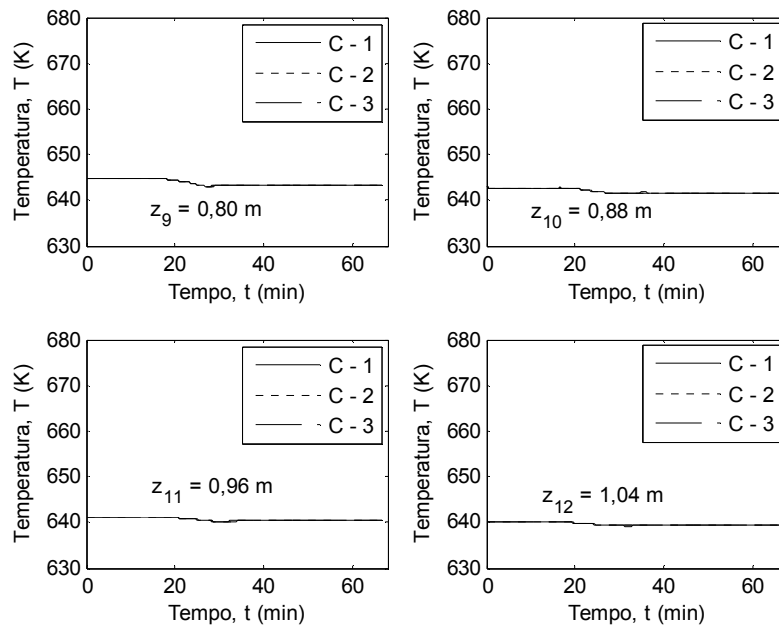 680
670
660
650
640
630
Temperatura, T (K)
C - 1
C - 2
C - 3
z9 = 0,80 m
0 20 40 60
Tempo, t (min)
680
670
660
650
640
630
Temperatura, T (K)
C - 1
C - 2
C - 3
z10 = 0,88 m
0 20 40 60
Tempo, t (min)
680
670
660
650
640
630
Temperatura, T (K)
C - 1
C - 2
C - 3
z11 = 0,96 m
0 20 40 60
Tempo, t (min)
680
670
660
650
640
630
Temperatura, T (K)
C - 1
C - 2
C - 3
z12 = 1,04 m
0 20 40 60
Tempo, t (min)